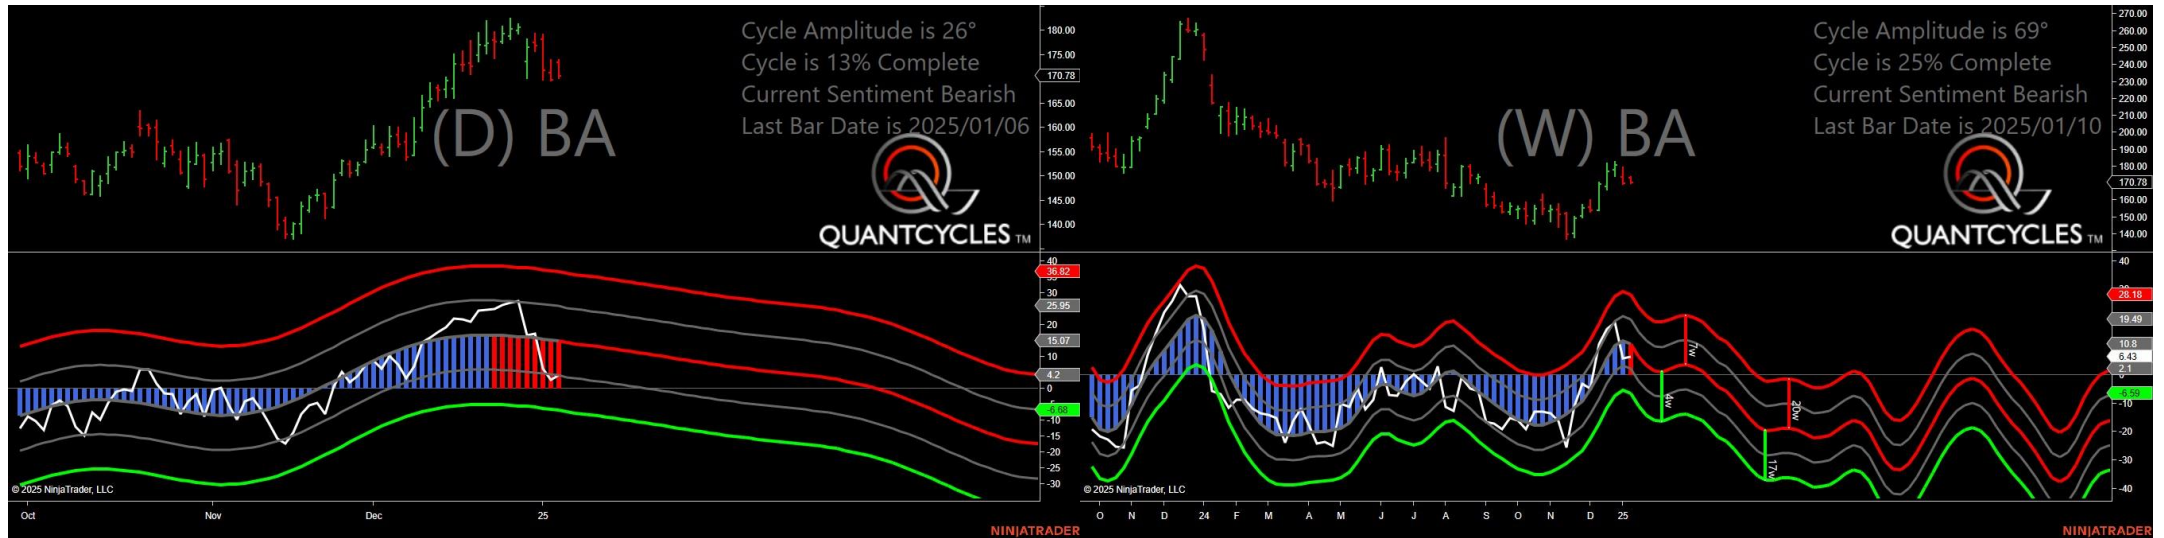 Cycle Amplitude is 26°
Cycle is 13% Complete
Current Sentiment Bearish
Last Bar Date is 2025/01/06
(D) BA
QUANTCYCLES TM
180.00
175.00
170.78
165.00
160.00
155.00
150.00
145.00
140.00
40
36.82
30
25.95
20
15.07
10
4.2
0
-5
-6.68
-10
-15
-20
-25
-30
© 2025 NinjaTrader, LLC
Oct
Nov
Dec
25
NINJATRADER
Cycle Amplitude is 69°
Cycle is 25% Complete
Current Sentiment Bearish
Last Bar Date is 2025/01/10
(W) BA
QUANTCYCLES TM
270.00
260.00
250.00
240.00
230.00
220.00
210.00
200.00
190.00
180.00
170.78
160.00
150.00
140.00
40
28.18
19.49
10.8
6.43
2.1
-6.59
-10
-20
-30
-40
7w
4w
20w
17w
© 2025 NinjaTrader, LLC
O N D 24 F M A M J J A S O N D 25
NINJATRADER